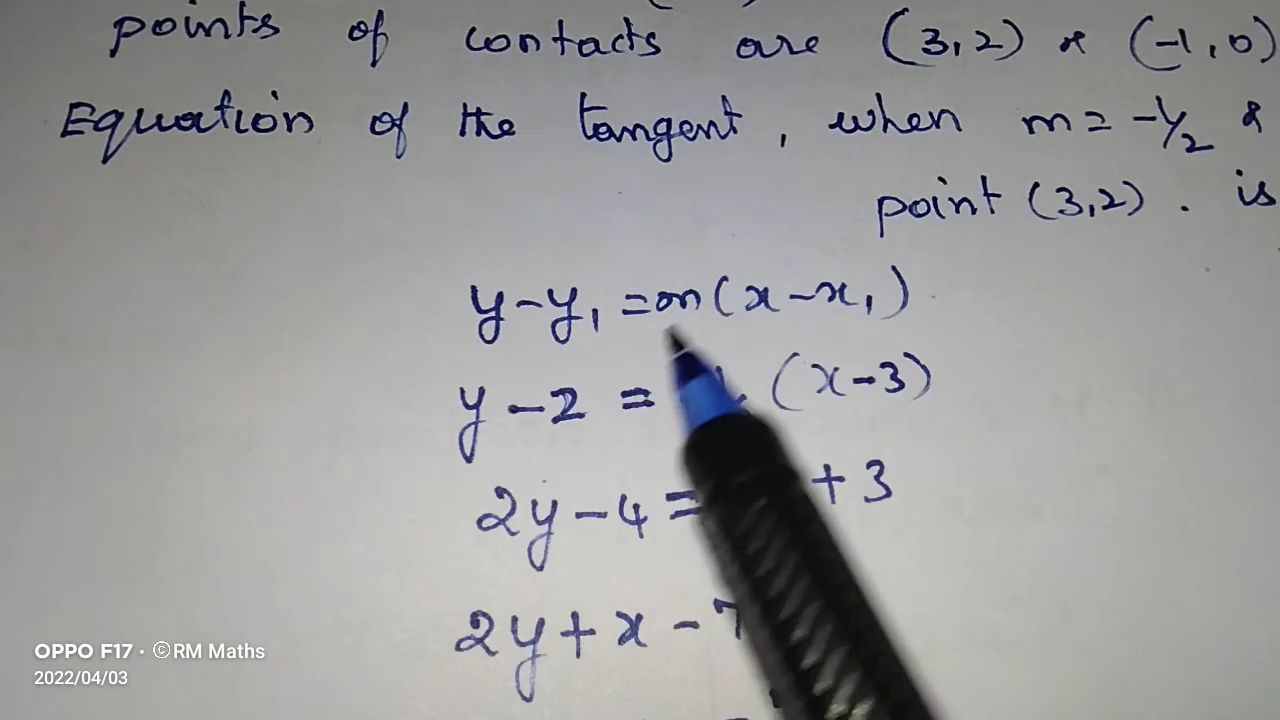 points of contacts are (3,2) & (-1,0)
Equation of the tangent, when m = -1/2 &
point (3,2). is
y-y₁ = m(x-x₁)
y-2 = (x-3)
2y-4 = +3
2y+x-7
OPPO F17 · ©RM Maths
2022/04/03